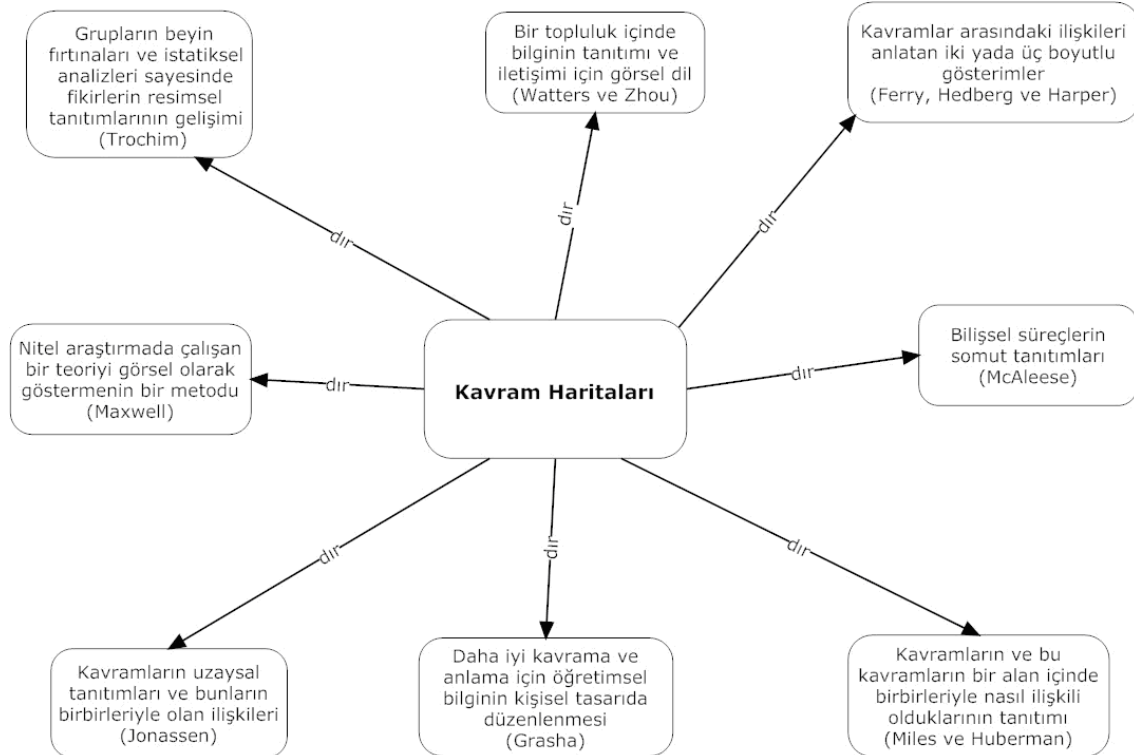 Grupların beyin
fırtınaları ve istatiksel
analizleri sayesinde
fikirlerin resimsel
tanıtımlarının gelişimi
(Trochim)
Bir topluluk içinde
bilginin tanıtımı ve
iletişimi için görsel dil
(Watters ve Zhou)
Kavramlar arasındaki ilişkileri
anlatan iki yada üç boyutlu
gösterimler
(Ferry, Hedberg ve Harper)
dır
dır
dır
Nitel araştırmada çalışan
bir teoriyi görsel olarak
göstermenin bir metodu
(Maxwell)
dır
Kavram Haritaları
dır
Bilişsel süreçlerin
somut tanıtımları
(McAleese)
dır
dır
dır
Kavramların uzaysal
tanıtımları ve bunların
birbirleriyle olan ilişkileri
(Jonassen)
Daha iyi kavrama ve
anlama için öğretimsel
bilginin kişisel tasarıda
düzenlenmesi
(Grasha)
Kavramların ve bu
kavramların bir alan içinde
birbirleriyle nasıl ilişkili
olduklarının tanıtımı
(Miles ve Huberman)